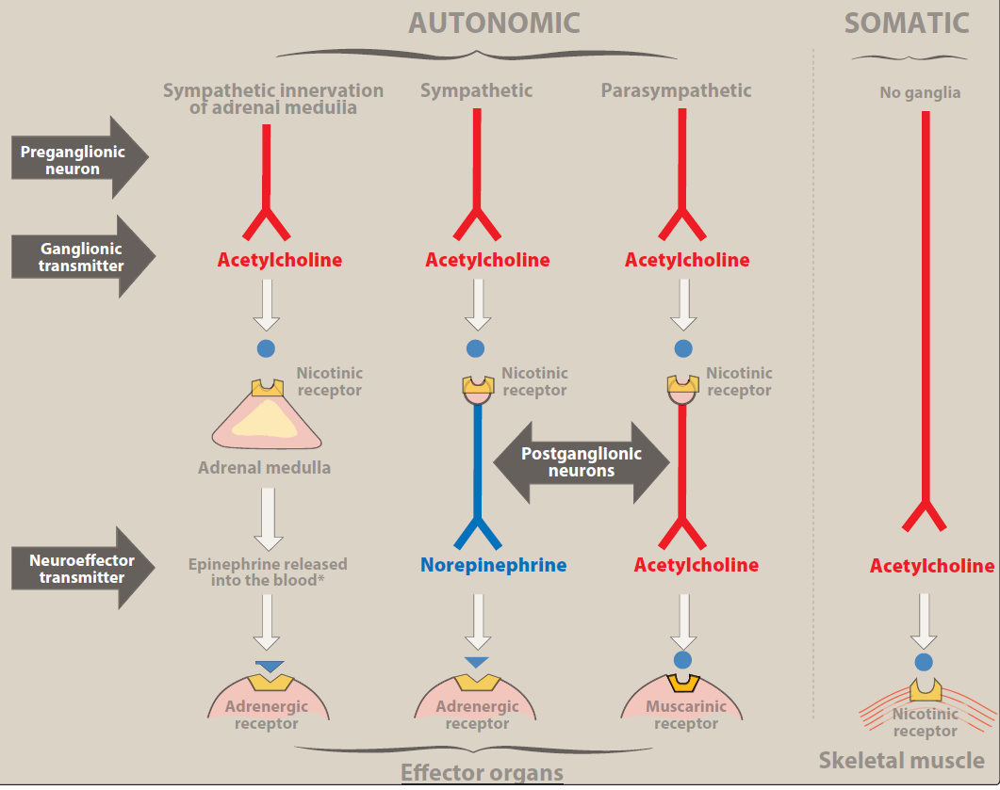 AUTONOMIC
SOMATIC
Sympathetic innervation
of adrenal medulla
Sympathetic
Parasympathetic
No ganglia
Preganglionic
neuron
Ganglionic
transmitter
Acetylcholine
Acetylcholine
Acetylcholine
Nicotinic
receptor
Nicotinic
receptor
Nicotinic
receptor
Adrenal medulla
Postganglionic
neurons
Neuroeffector
transmitter
Epinephrine released
into the blood*
Norepinephrine
Acetylcholine
Acetylcholine
Adrenergic
receptor
Adrenergic
receptor
Muscarinic
receptor
Nicotinic
receptor
Skeletal muscle
Effector organs